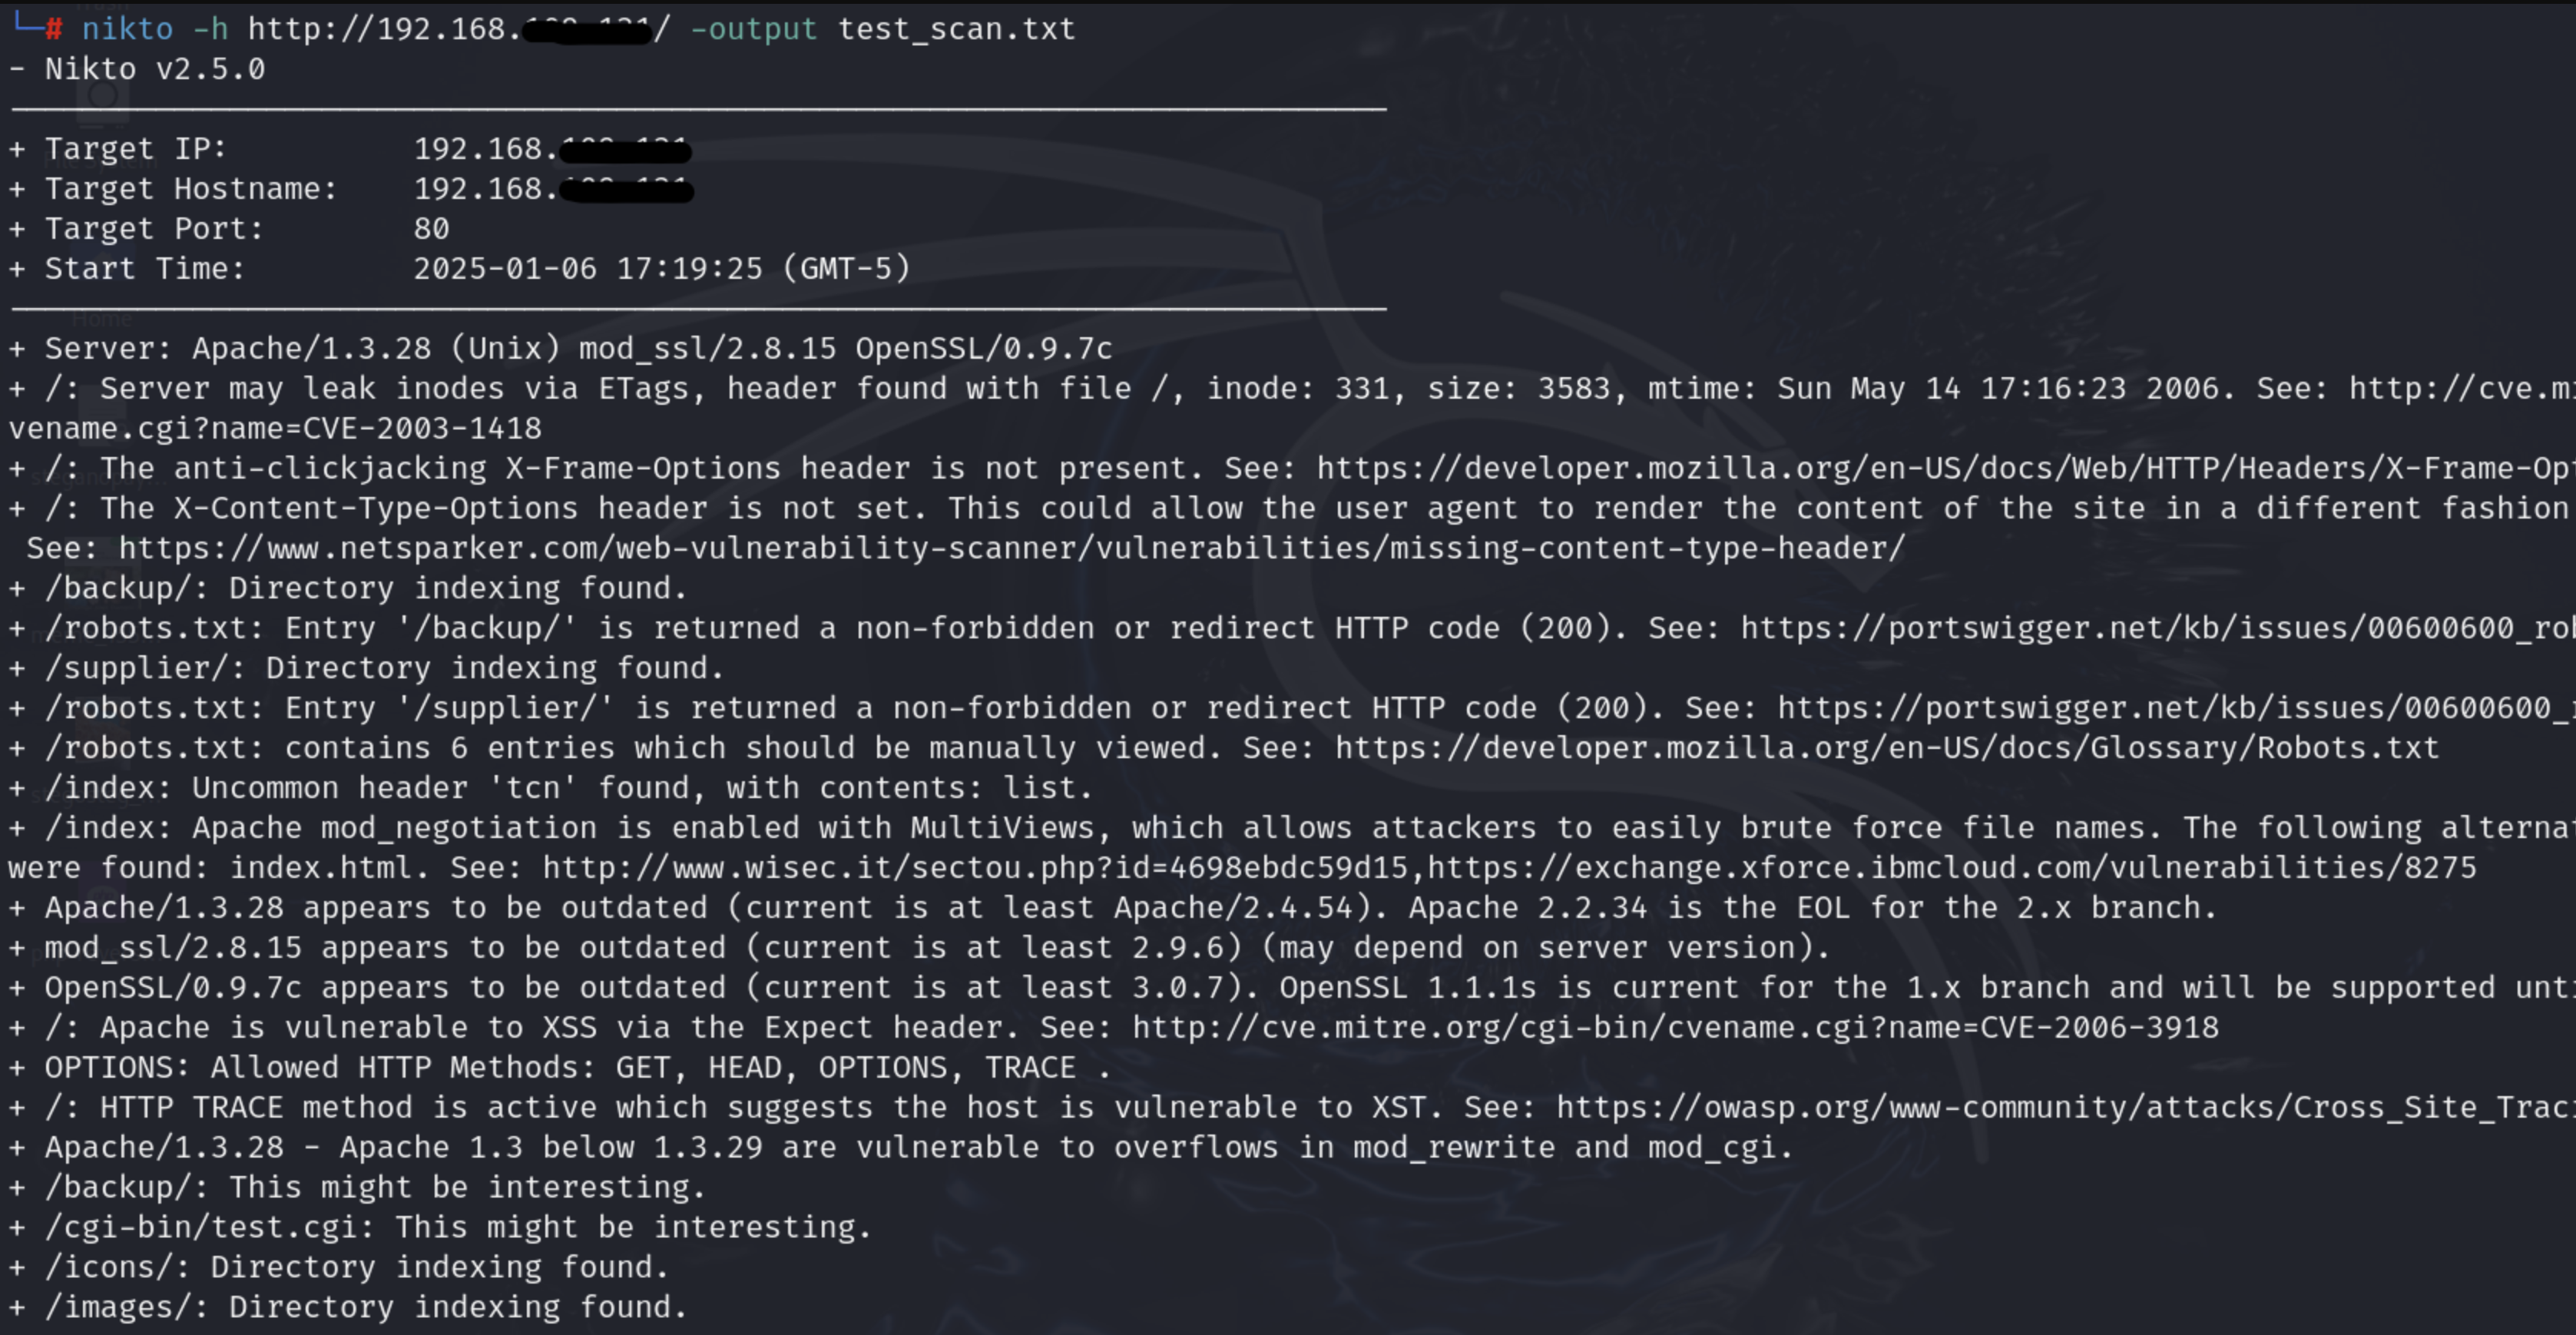 └─# nikto -h http://192.168./ -output test_scan.txt
- Nikto v2.5.0
+ Target IP: 192.168.
+ Target Hostname: 192.168.
+ Target Port: 80
+ Start Time: 2025-01-06 17:19:25 (GMT-5)
+ Server: Apache/1.3.28 (Unix) mod_ssl/2.8.15 OpenSSL/0.9.7c
+ /: Server may leak inodes via ETags, header found with file /, inode: 331, size: 3583, mtime: Sun May 14 17:16:23 2006. See: http://cve.mi
vename.cgi?name=CVE-2003-1418
+ /: The anti-clickjacking X-Frame-Options header is not present. See: https://developer.mozilla.org/en-US/docs/Web/HTTP/Headers/X-Frame-Opt
+ /: The X-Content-Type-Options header is not set. This could allow the user agent to render the content of the site in a different fashion
See: https://www.netsparker.com/web-vulnerability-scanner/vulnerabilities/missing-content-type-header/
+ /backup/: Directory indexing found.
+ /robots.txt: Entry '/backup/' is returned a non-forbidden or redirect HTTP code (200). See: https://portswigger.net/kb/issues/00600600_rob
+ /supplier/: Directory indexing found.
+ /robots.txt: Entry '/supplier/' is returned a non-forbidden or redirect HTTP code (200). See: https://portswigger.net/kb/issues/00600600_
+ /robots.txt: contains 6 entries which should be manually viewed. See: https://developer.mozilla.org/en-US/docs/Glossary/Robots.txt
+ /index: Uncommon header 'tcn' found, with contents: list.
+ /index: Apache mod_negotiation is enabled with MultiViews, which allows attackers to easily brute force file names. The following alternat
were found: index.html. See: http://www.wisec.it/sectou.php?id=4698ebdc59d15,https://exchange.xforce.ibmcloud.com/vulnerabilities/8275
+ Apache/1.3.28 appears to be outdated (current is at least Apache/2.4.54). Apache 2.2.34 is the EOL for the 2.x branch.
+ mod_ssl/2.8.15 appears to be outdated (current is at least 2.9.6) (may depend on server version).
+ OpenSSL/0.9.7c appears to be outdated (current is at least 3.0.7). OpenSSL 1.1.1s is current for the 1.x branch and will be supported unti
+ /: Apache is vulnerable to XSS via the Expect header. See: http://cve.mitre.org/cgi-bin/cvename.cgi?name=CVE-2006-3918
+ OPTIONS: Allowed HTTP Methods: GET, HEAD, OPTIONS, TRACE .
+ /: HTTP TRACE method is active which suggests the host is vulnerable to XST. See: https://owasp.org/www-community/attacks/Cross_Site_Traci
+ Apache/1.3.28 - Apache 1.3 below 1.3.29 are vulnerable to overflows in mod_rewrite and mod_cgi.
+ /backup/: This might be interesting.
+ /cgi-bin/test.cgi: This might be interesting.
+ /icons/: Directory indexing found.
+ /images/: Directory indexing found.